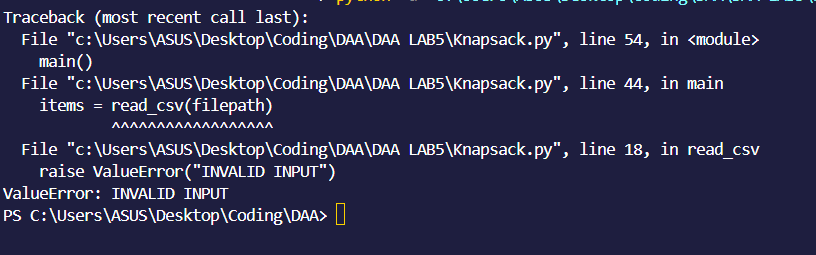 Traceback (most recent call last):
  File "c:\Users\ASUS\Desktop\Coding\DAA\DAA LAB5\Knapsack.py", line 54, in <module>
    main()
  File "c:\Users\ASUS\Desktop\Coding\DAA\DAA LAB5\Knapsack.py", line 44, in main
    items = read_csv(filepath)
            ^^^^^^^^^^^^^^^^^^
  File "c:\Users\ASUS\Desktop\Coding\DAA\DAA LAB5\Knapsack.py", line 18, in read_csv
    raise ValueError("INVALID INPUT")
ValueError: INVALID INPUT
PS C:\Users\ASUS\Desktop\Coding\DAA>